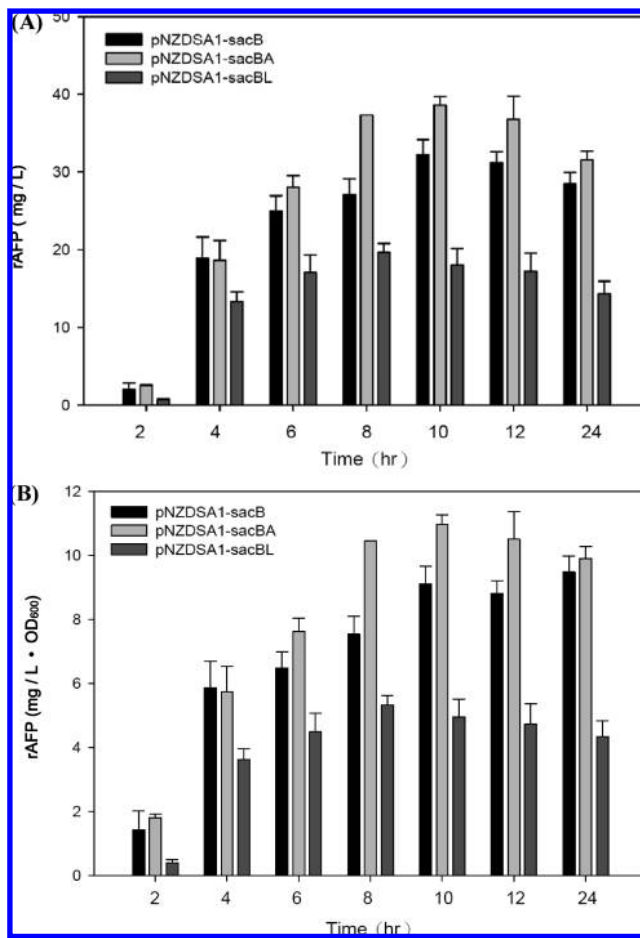 (A)
50
40
30
20
10
0
rAFP ( mg / L)
pNZDSA1-sacB
pNZDSA1-sacBA
pNZDSA1-sacBL
2 4 6 8 10 12 24
Time (hr)
(B)
12
10
8
6
4
2
0
rAFP (mg / L • OD600)
pNZDSA1-sacB
pNZDSA1-sacBA
pNZDSA1-sacBL
2 4 6 8 10 12 24
Time (hr)